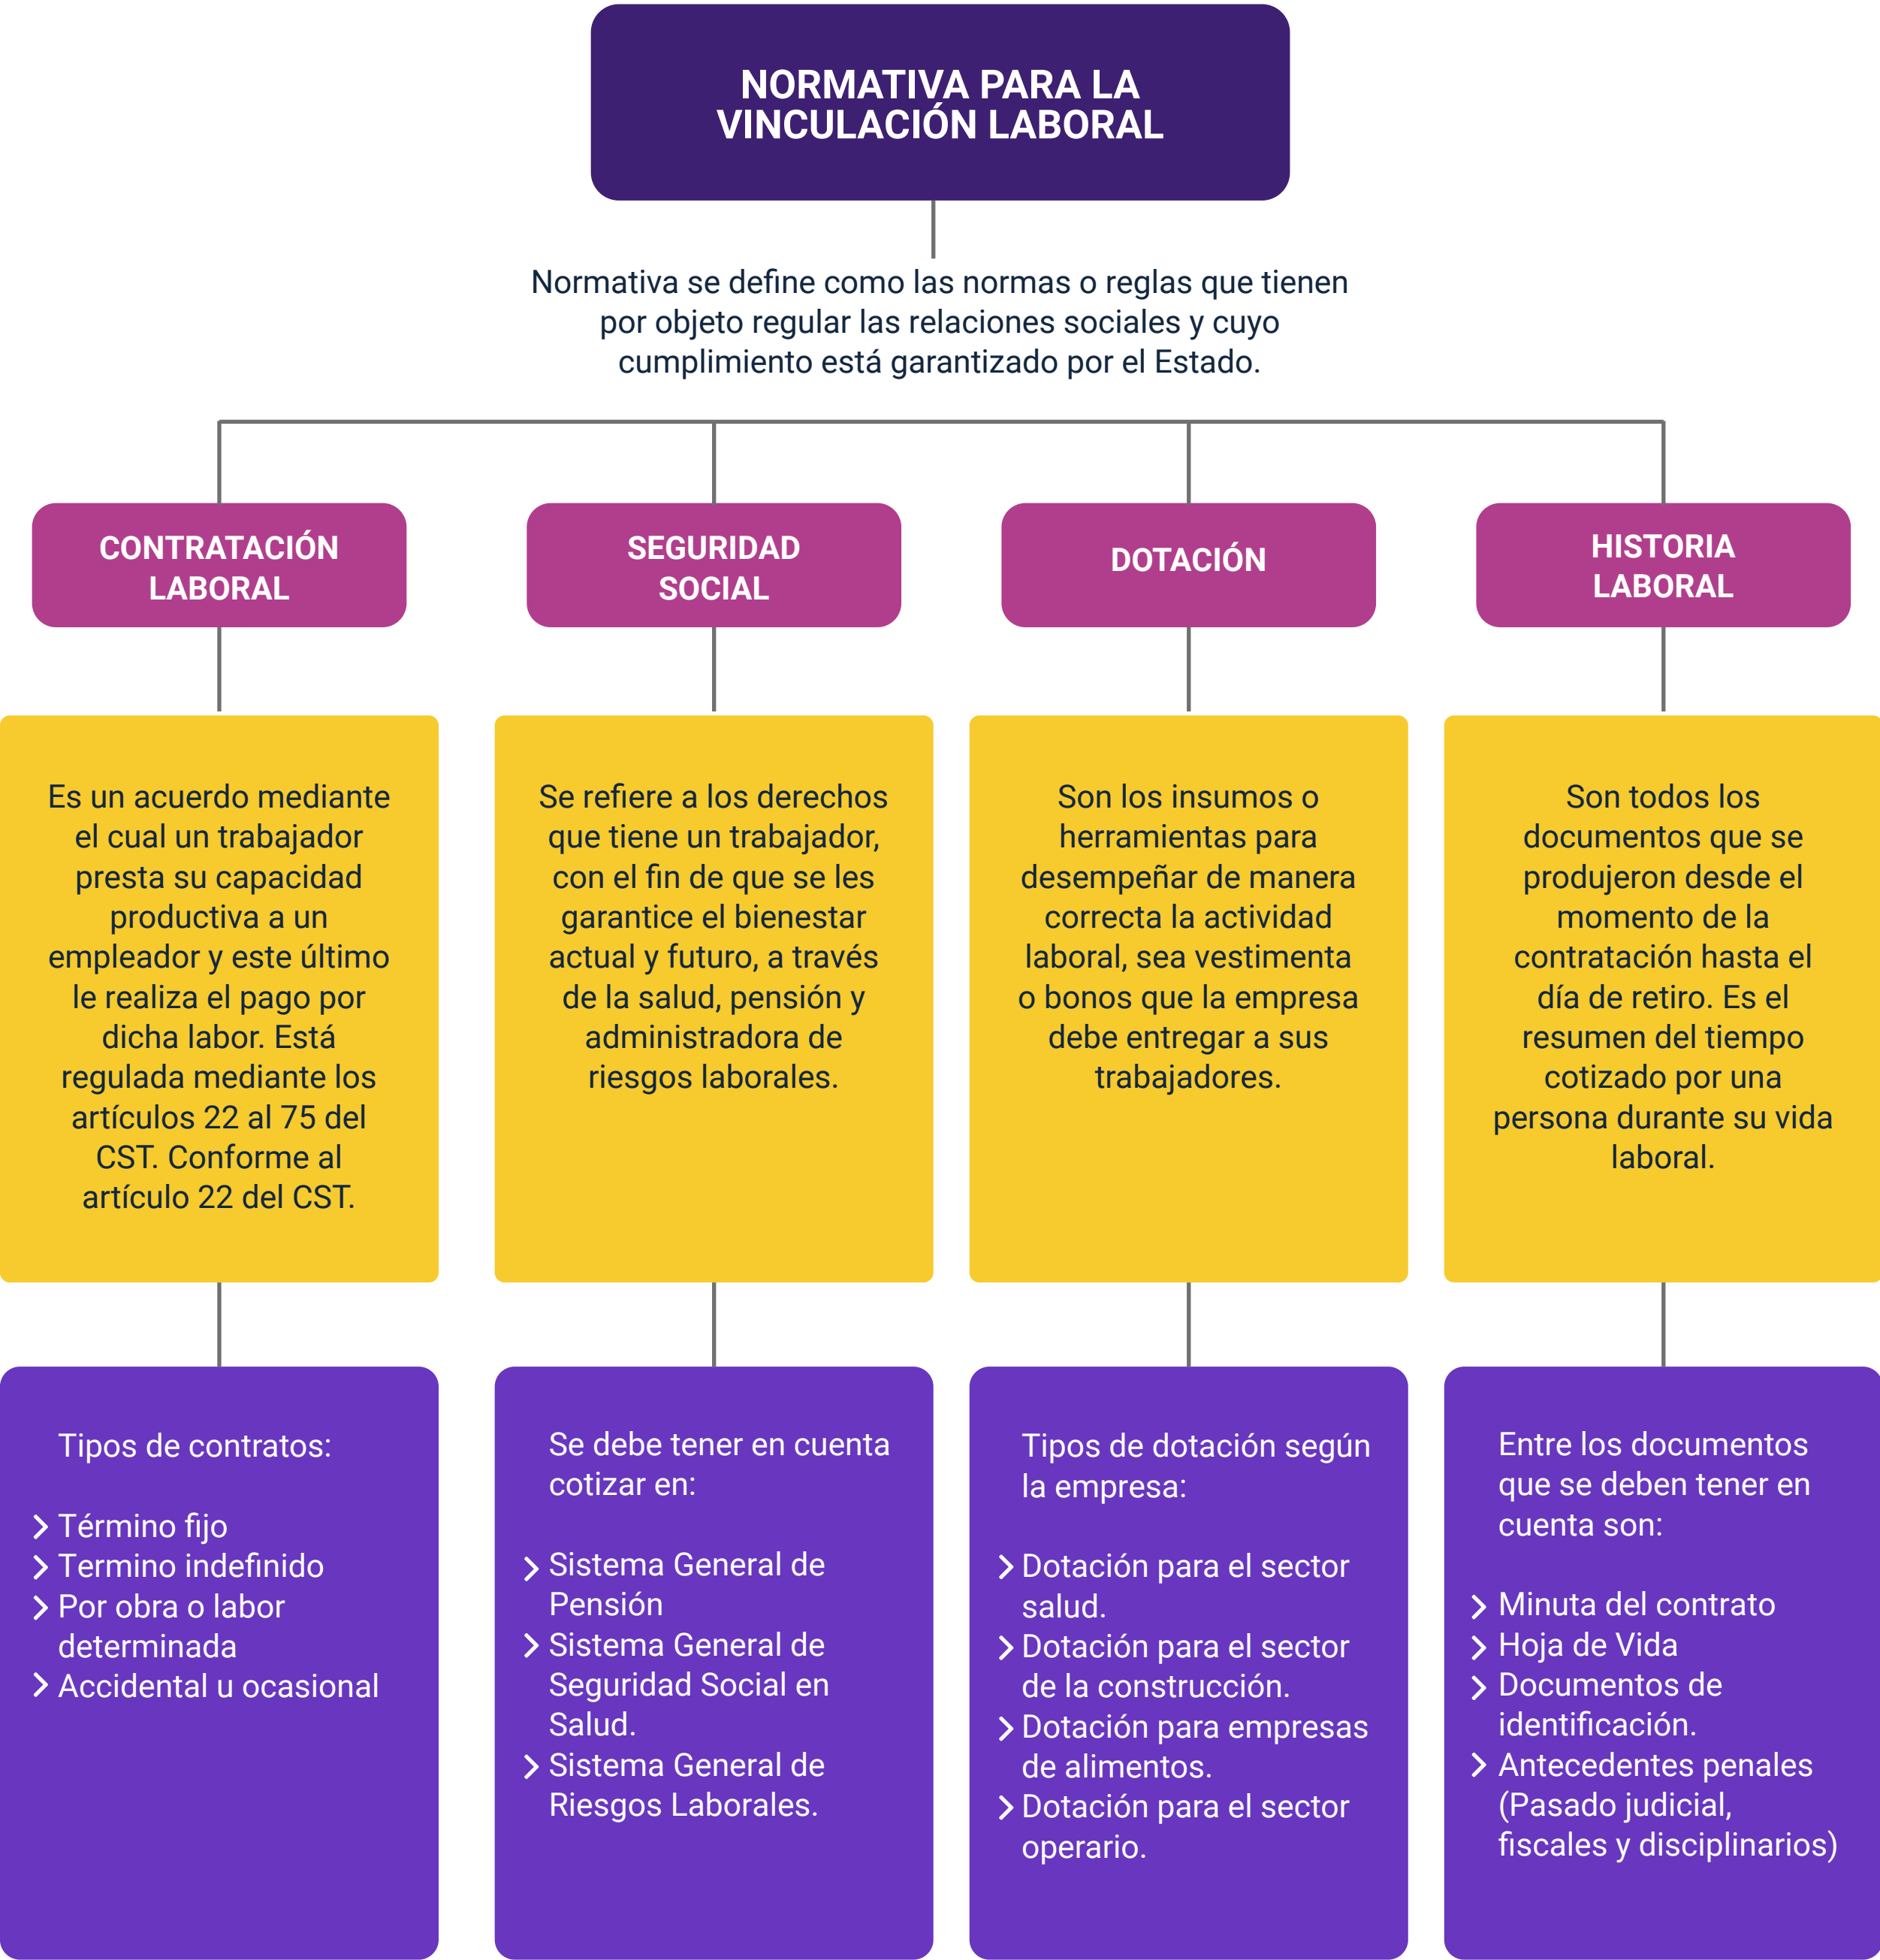 NORMATIVA PARA LA
VINCULACIÓN LABORAL
Normativa se define como las normas o reglas que tienen
por objeto regular las relaciones sociales y cuyo
cumplimiento está garantizado por el Estado.
CONTRATACIÓN
LABORAL
Es un acuerdo mediante
el cual un trabajador
presta su capacidad
productiva a un
empleador y este último
le realiza el pago por
dicha labor. Está
regulada mediante los
artículos 22 al 75 del
CST. Conforme al
artículo 22 del CST.
Tipos de contratos:
Término fijo
Termino indefinido
Por obra o labor
determinada
Accidental u ocasional
SEGURIDAD
SOCIAL
Se refiere a los derechos
que tiene un trabajador,
con el fin de que se les
garantice el bienestar
actual y futuro, a través
de la salud, pensión y
administradora de
riesgos laborales.
Se debe tener en cuenta
cotizar en:
Sistema General de
Pensión
Sistema General de
Seguridad Social en
Salud.
Sistema General de
Riesgos Laborales.
DOTACIÓN
Son los insumos o
herramientas para
desempeñar de manera
correcta la actividad
laboral, sea vestimenta
o bonos que la empresa
debe entregar a sus
trabajadores.
Tipos de dotación según
la empresa:
Dotación para el sector
salud.
Dotación para el sector
de la construcción.
Dotación para empresas
de alimentos.
Dotación para el sector
operario.
HISTORIA
LABORAL
Son todos los
documentos que se
produjeron desde el
momento de la
contratación hasta el
día de retiro. Es el
resumen del tiempo
cotizado por una
persona durante su vida
laboral.
Entre los documentos
que se deben tener en
cuenta son:
Minuta del contrato
Hoja de Vida
Documentos de
identificación.
Antecedentes penales
(Pasado judicial,
fiscales y disciplinarios)